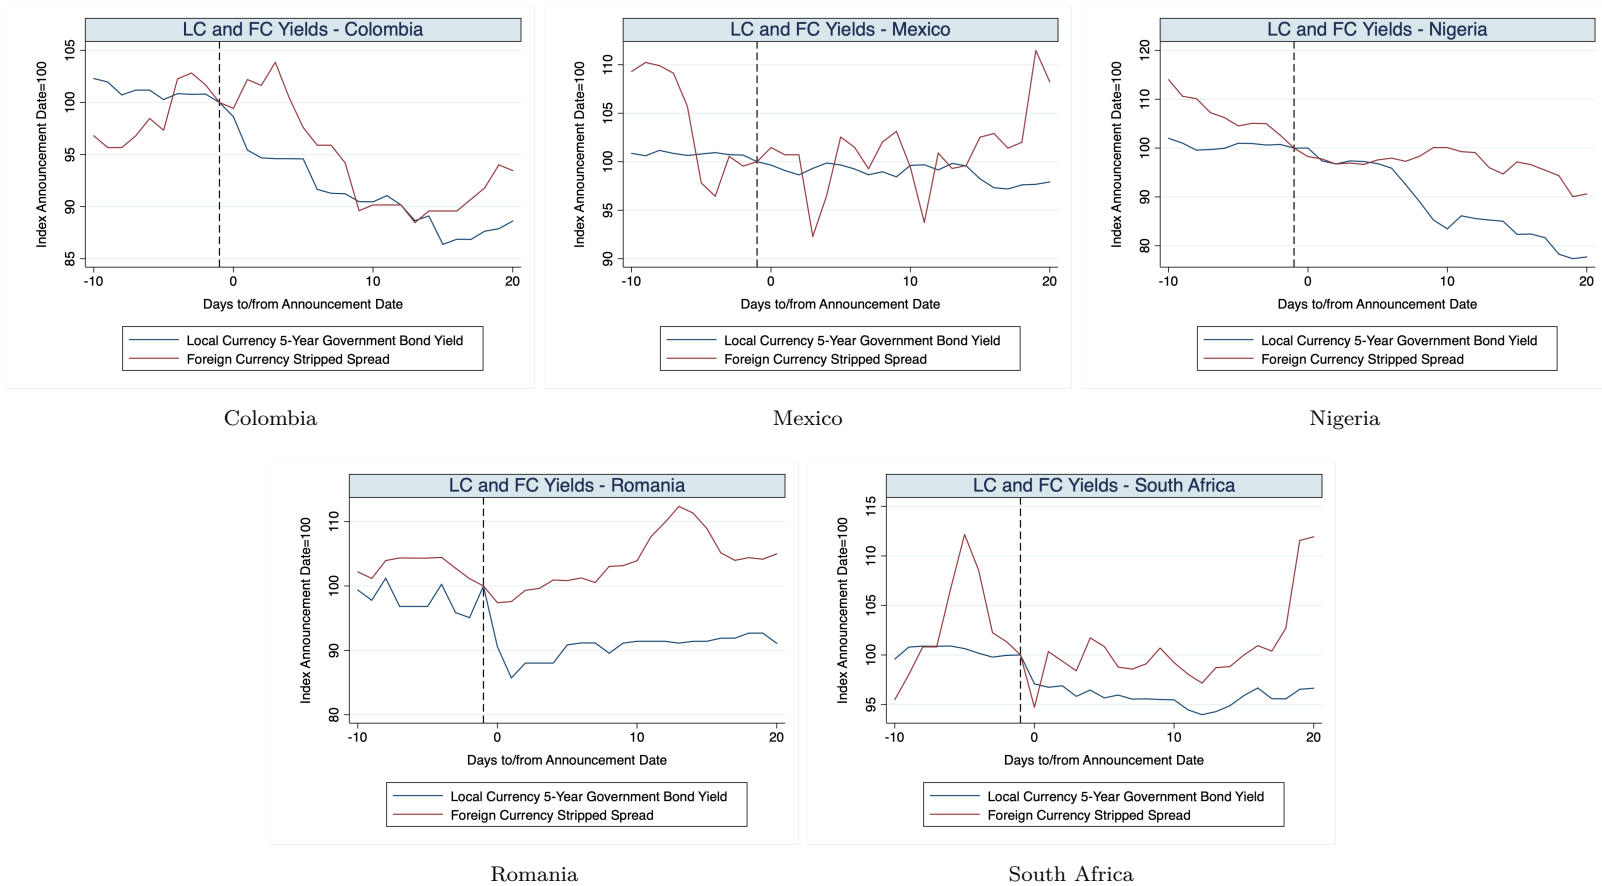 LC and FC Yields - Colombia
Index Announcement Date=100
105
100
95
90
85
-10 0 10 20
Days to/from Announcement Date
Local Currency 5-Year Government Bond Yield
Foreign Currency Stripped Spread
Colombia
LC and FC Yields - Mexico
Index Announcement Date=100
110
105
100
95
90
-10 0 10 20
Days to/from Announcement Date
Local Currency 5-Year Government Bond Yield
Foreign Currency Stripped Spread
Mexico
LC and FC Yields - Nigeria
Index Announcement Date=100
120
110
100
90
80
-10 0 10 20
Days to/from Announcement Date
Local Currency 5-Year Government Bond Yield
Foreign Currency Stripped Spread
Nigeria
LC and FC Yields - Romania
Index Announcement Date=100
110
100
90
80
-10 0 10 20
Days to/from Announcement Date
Local Currency 5-Year Government Bond Yield
Foreign Currency Stripped Spread
Romania
LC and FC Yields - South Africa
Index Announcement Date=100
115
110
105
100
95
-10 0 10 20
Days to/from Announcement Date
Local Currency 5-Year Government Bond Yield
Foreign Currency Stripped Spread
South Africa